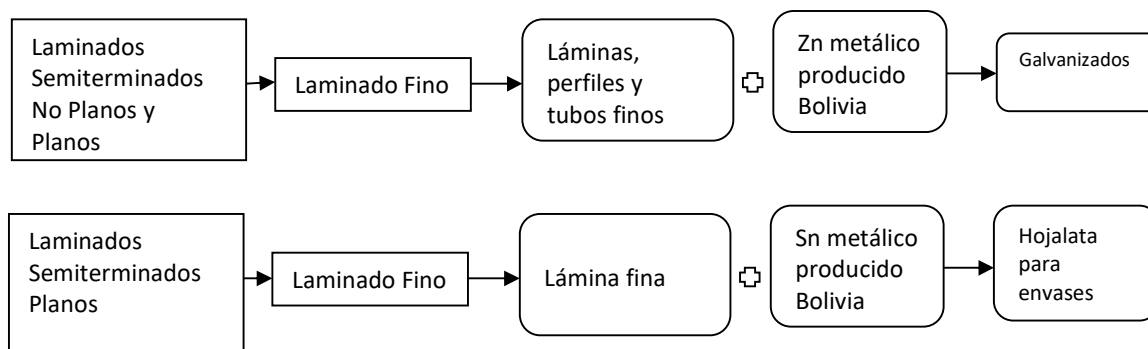 Laminados
Semiterminados
No Planos y
Planos
Laminado Fino
Láminas,
perfiles y
tubos finos
Zn metálico
producido
Bolivia
Galvanizados
Laminados
Semiterminados
Planos
Laminado Fino
Lámina fina
Sn metálico
producido
Bolivia
Hojalata
para
envases